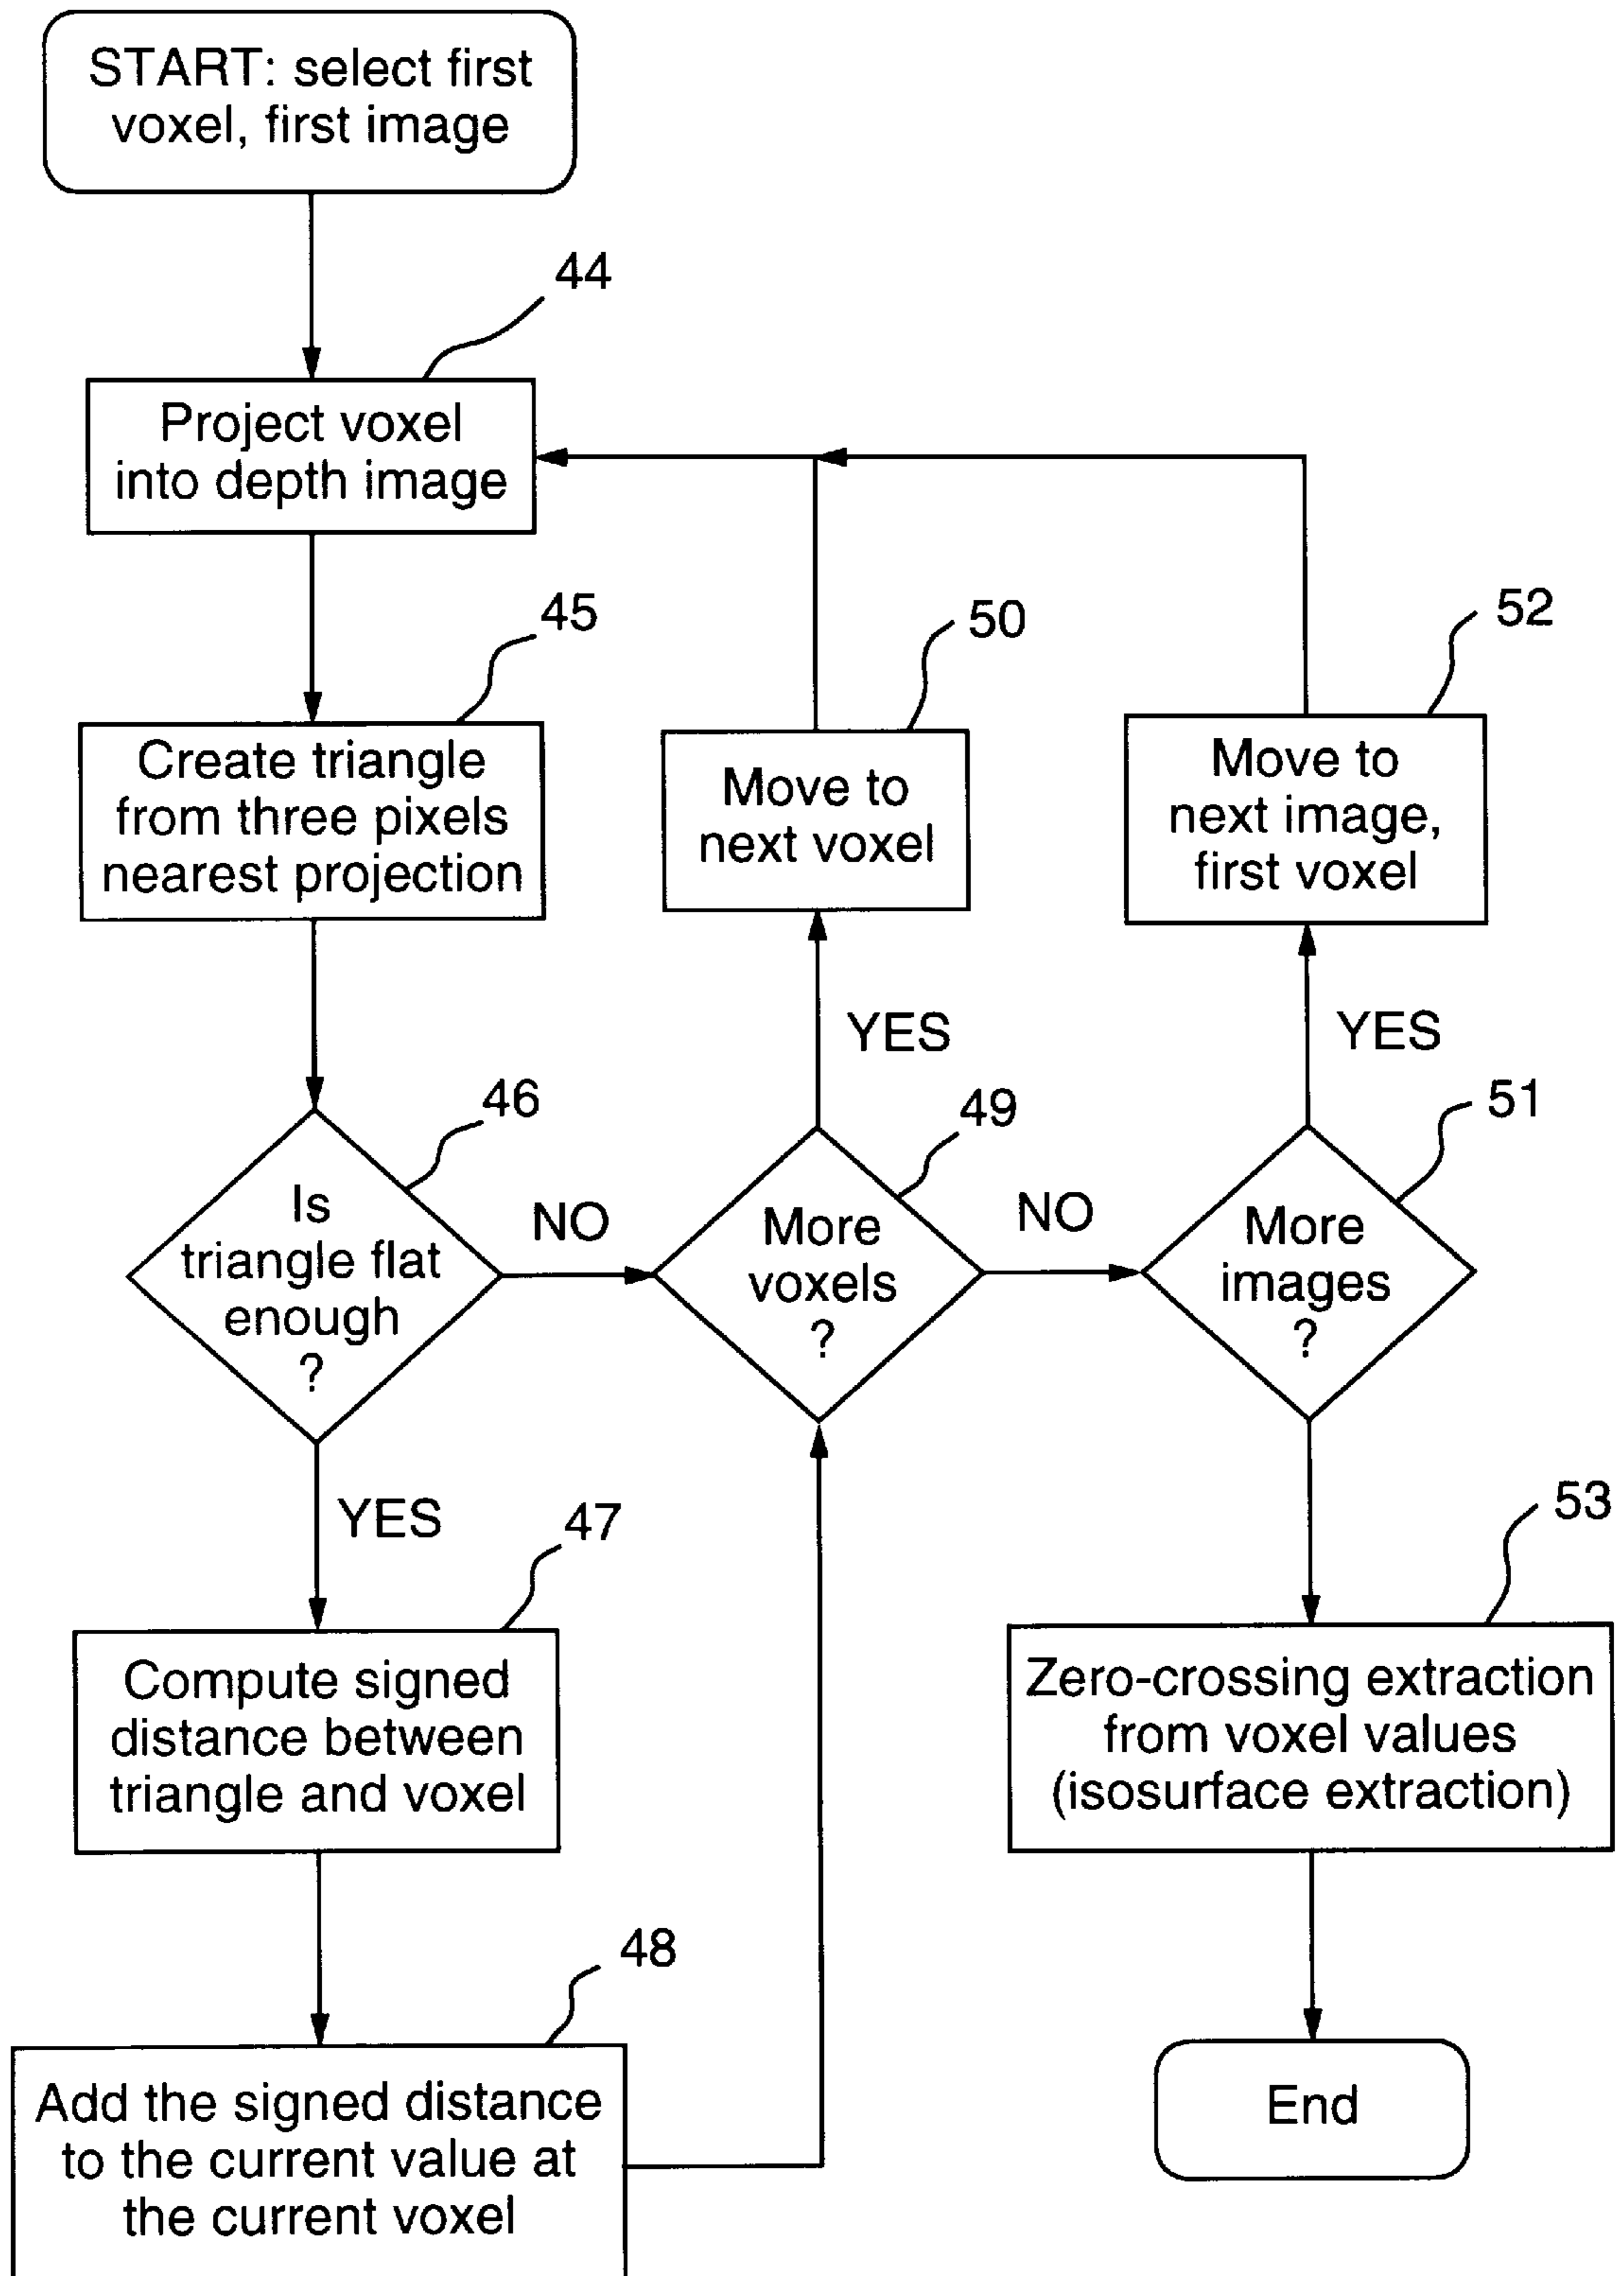 START: select first
voxel, first image
44
Project voxel
into depth image
45
Create triangle
from three pixels
nearest projection
50
Move to
next voxel
52
Move to
next image,
first voxel
YES
YES
46
Is
triangle flat
enough
?
NO
49
More
voxels
?
NO
51
More
images
?
YES
47
Compute signed
distance between
triangle and voxel
53
Zero-crossing extraction
from voxel values
(isosurface extraction)
48
Add the signed distance
to the current value at
the current voxel
End